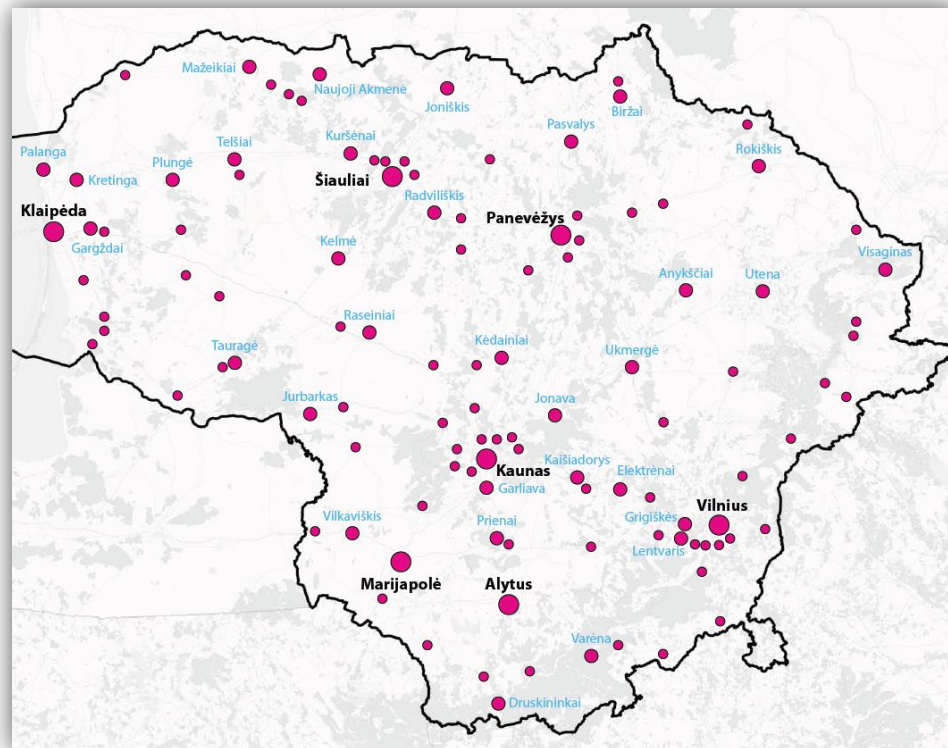 Mažeikiai
Naujoji Akmenė
Joniškis
Biržai
Pasvalys
Rokiškis
Palanga
Kretinga
Plungė
Telšiai
Kuršėnai
Šiauliai
Radviliškis
Panevėžys
Klaipėda
Gargždai
Kelmė
Anykščiai
Utena
Visaginas
Raseiniai
Tauragė
Kėdainiai
Ukmergė
Jurbarkas
Jonava
Kaunas
Garliava
Kaišiadorys
Elektrėnai
Vilkaviškis
Prienai
Grigiškės
Vilnius
Lentvaris
Marijapolė
Alytus
Varėna
Druskininkai